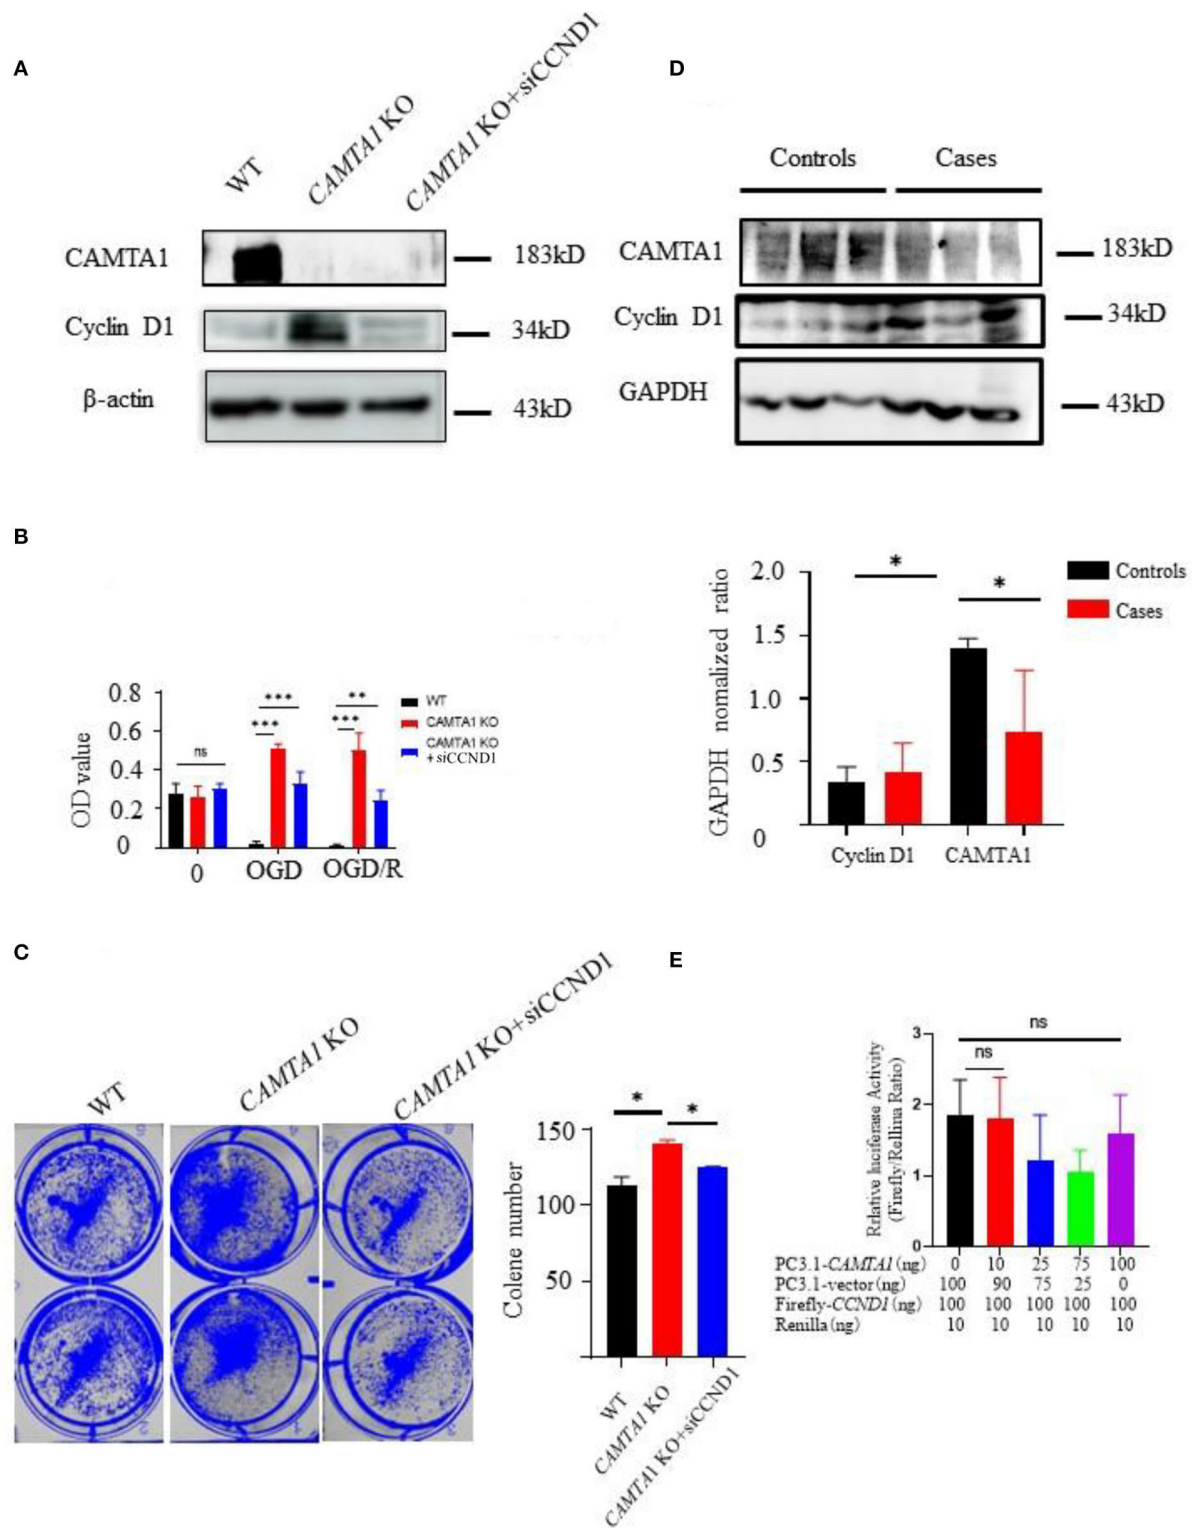 A
WT
CAMTA1 KO
CAMTA1 KO+siCCND1
CAMTA1
183kD
Cyclin D1
34kD
β-actin
43kD
B
OD value
0.8
0.6
0.4
0.2
0
ns
***
***
***
**
0
OGD
OGD/R
WT
CAMTA1 KO
CAMTA1 KO
+siCCND1
C
WT
CAMTA1 KO
CAMTA1 KO+siCCND1
Colene number
150
100
50
*
*
WT
CAMTA1 KO
CAMTA1 KO+siCCND1
D
Controls
Cases
CAMTA1
183kD
Cyclin D1
34kD
GAPDH
43kD
GAPDH nomalized ratio
2.0
1.5
1.0
0.5
0
*
*
Controls
Cases
Cyclin D1
CAMTA1
E
Rrlative luciferase Activity
(Firefly/Rellina Ratio)
3
2
1
0
ns
ns
PC3.1-CAMTA1(ng) 0 10 25 75 100
PC3.1-vector(ng) 100 90 75 25 0
Firefly-CCND1(ng) 100 100 100 100 100
Renilla(ng) 10 10 10 10 10